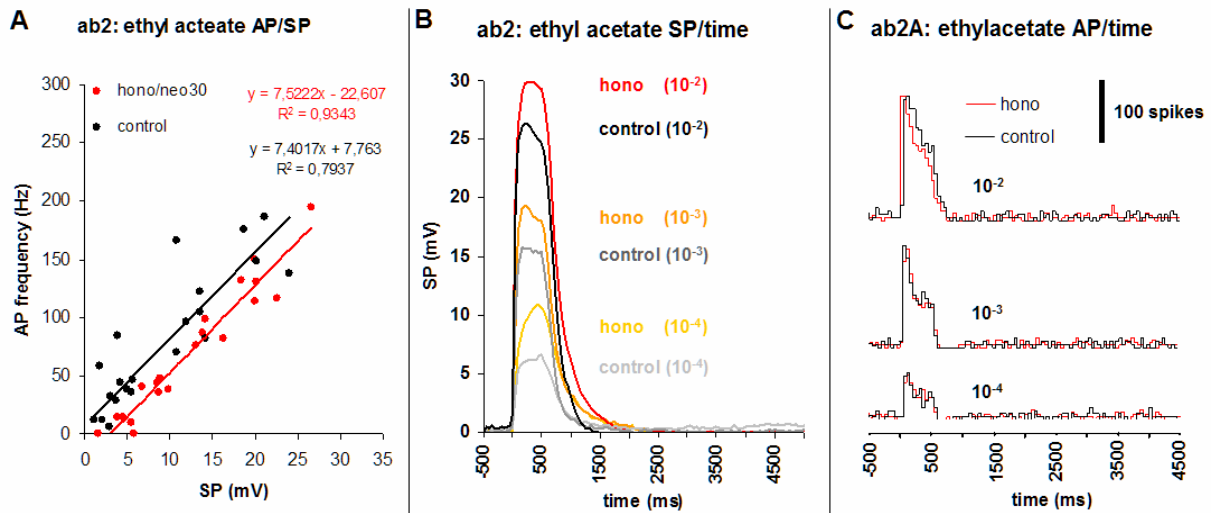 A
ab2: ethyl acteate AP/SP
hono/neo30
control
y = 7,5222x - 22,607
R² = 0,9343
y = 7,4017x + 7,763
R² = 0,7937
AP frequency (Hz)
300
250
200
150
100
50
0
0 5 10 15 20 25 30 35
SP (mV)
B
ab2: ethyl acetate SP/time
SP (mV)
30
25
20
15
10
5
0
hono (10⁻²)
control (10⁻²)
hono (10⁻³)
control (10⁻³)
hono (10⁻⁴)
control (10⁻⁴)
-500 500 1500 2500 3500 4500
time (ms)
C
ab2A: ethylacetate AP/time
hono
control
100 spikes
10⁻²
10⁻³
10⁻⁴
-500 500 1500 2500 3500 4500
time (ms)